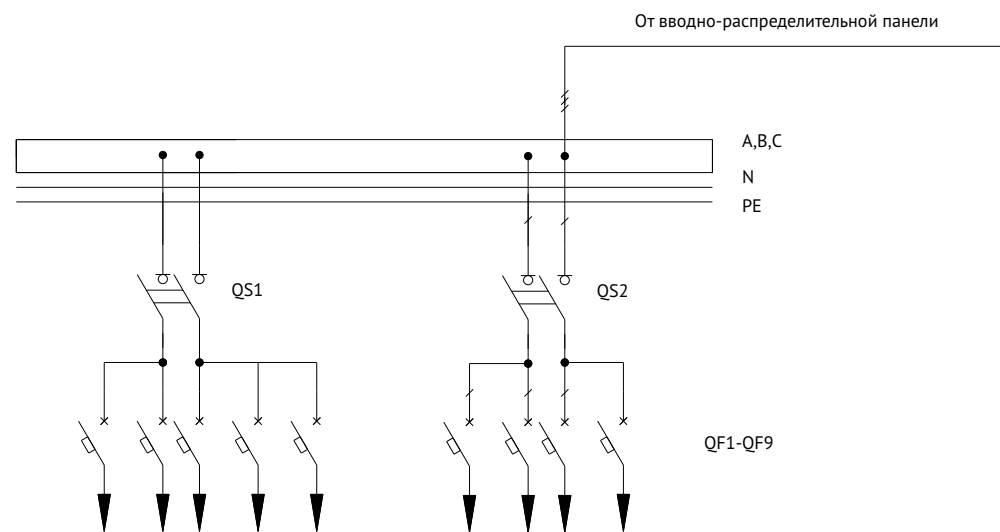 От вводно-распределительной панели
A,B,C
N
PE
QS1
QS2
QF1-QF9